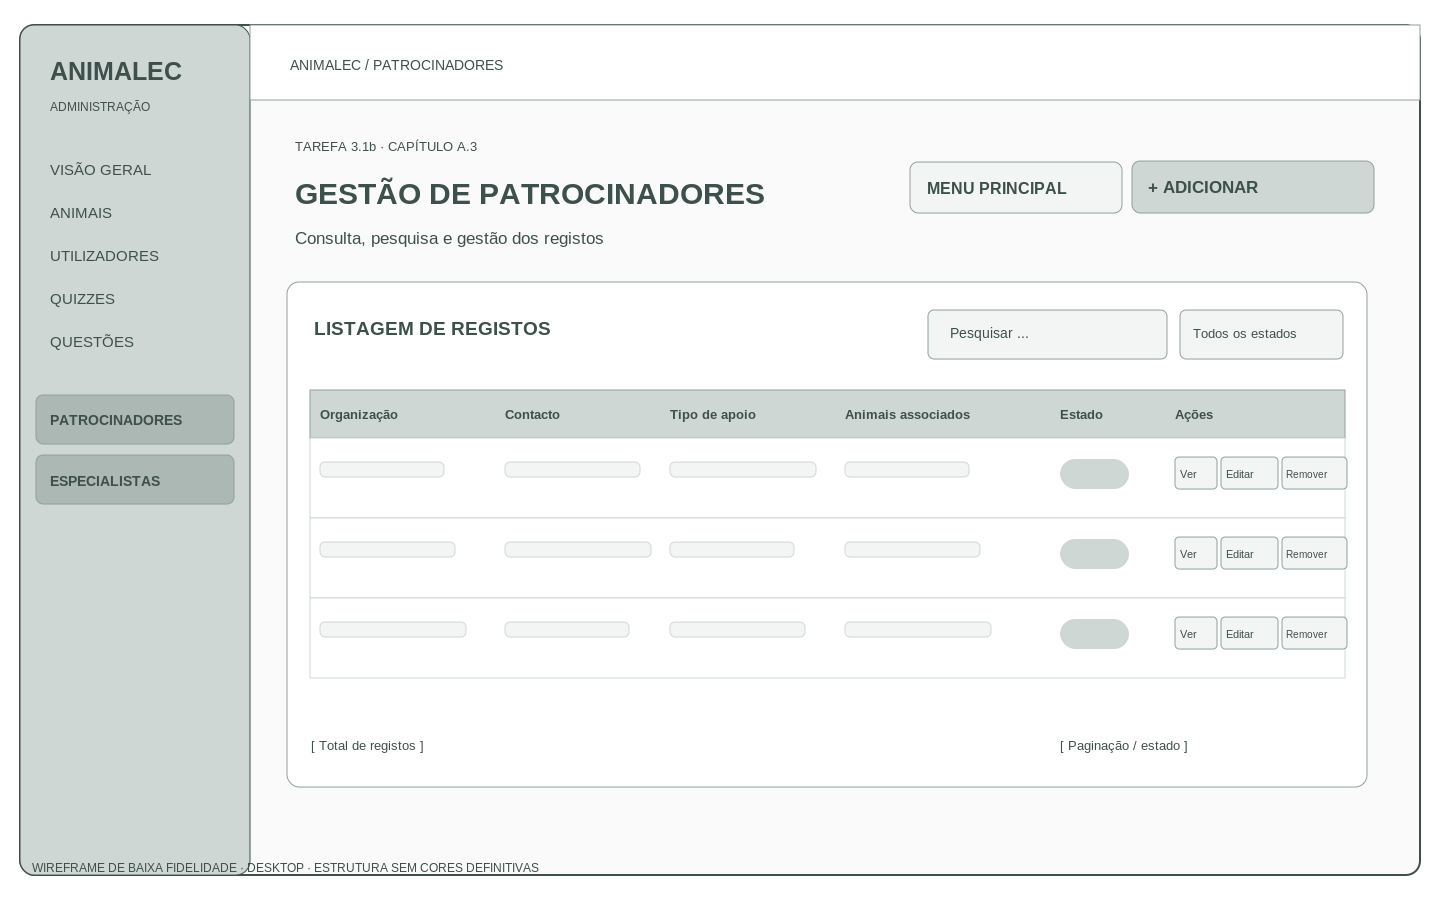 ANIMALEC
ADMINISTRAÇÃO
VISÃO GERAL
ANIMAIS
UTILIZADORES
QUIZZES
QUESTÕES
PATROCINADORES
ESPECIALISTAS
ANIMALEC / PATROCINADORES
TAREFA 3.1b · CAPÍTULO A.3
GESTÃO DE PATROCINADORES
Consulta, pesquisa e gestão dos registos
MENU PRINCIPAL
+ ADICIONAR
LISTAGEM DE REGISTOS
Pesquisar ...
Todos os estados
Organização Contacto Tipo de apoio Animais associados Estado Ações
Ver Editar Remover
Ver Editar Remover
Ver Editar Remover
[ Total de registos ] [ Paginação / estado ]
WIREFRAME DE BAIXA FIDELIDADE · DESKTOP · ESTRUTURA SEM CORES DEFINITIVAS